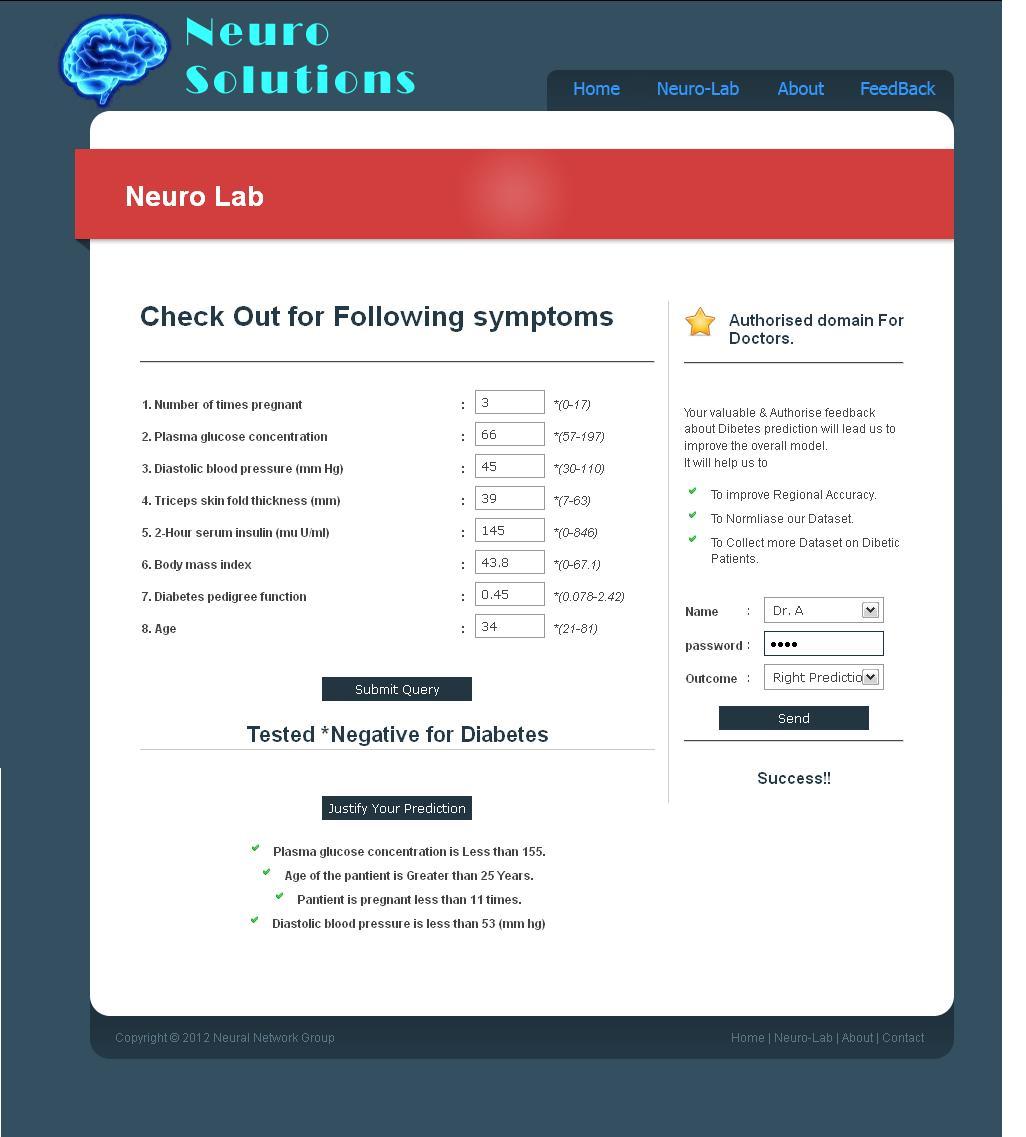 Neuro
Solutions
Home Neuro-Lab About FeedBack
Neuro Lab
Check Out for Following symptoms
1. Number of times pregnant : 3 *(0-17)
2. Plasma glucose concentration : 66 *(57-197)
3. Diastolic blood pressure (mm Hg) : 45 *(30-110)
4. Triceps skin fold thickness (mm) : 39 *(7-63)
5. 2-Hour serum insulin (mu U/ml) : 145 *(0-846)
6. Body mass index : 43.8 *(0-67.1)
7. Diabetes pedigree function : 0.45 *(0.078-2.42)
8. Age : 34 *(21-81)
Submit Query
Tested *Negative for Diabetes
Justify Your Prediction
Plasma glucose concentration is Less than 155.
Age of the pantient is Greater than 25 Years.
Pantient is pregnant less than 11 times.
Diastolic blood pressure is less than 53 (mm hg)
Authorised domain For
Doctors.
Your valuable & Authorise feedback
about Dibetes prediction will lead us to
improve the overall model.
It will help us to
To improve Regional Accuracy.
To Normliase our Dataset.
To Collect more Dataset on Dibetic
Patients.
Name : Dr. A
password : ••••
Outcome : Right Predictio
Send
Success!!
Copyright © 2012 Neural Network Group
Home | Neuro-Lab | About | Contact